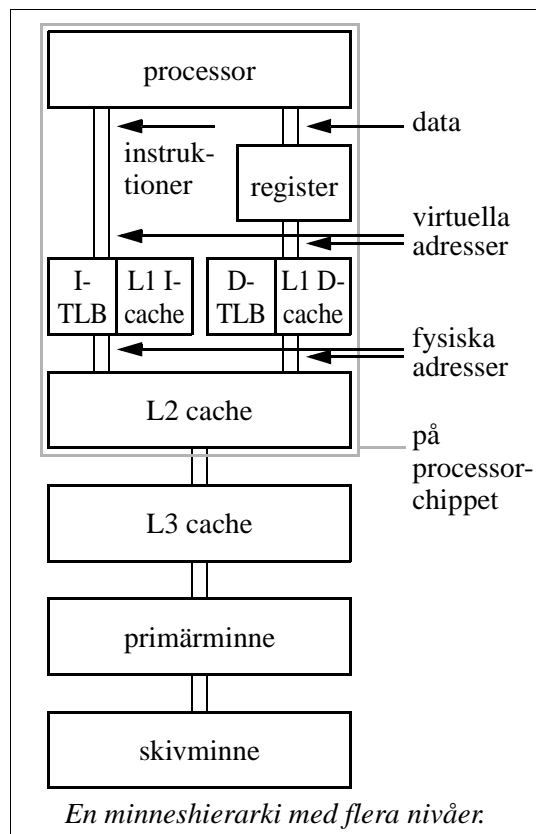 processor
data
instruk-
tioner
register
virtuella
adresser
I-
TLB
L1 I-
cache
D-
TLB
L1 D-
cache
fysiska
adresser
L2 cache
på
processor-
chippet
L3 cache
primärminne
skivminne
En minneshierarki med flera nivåer.